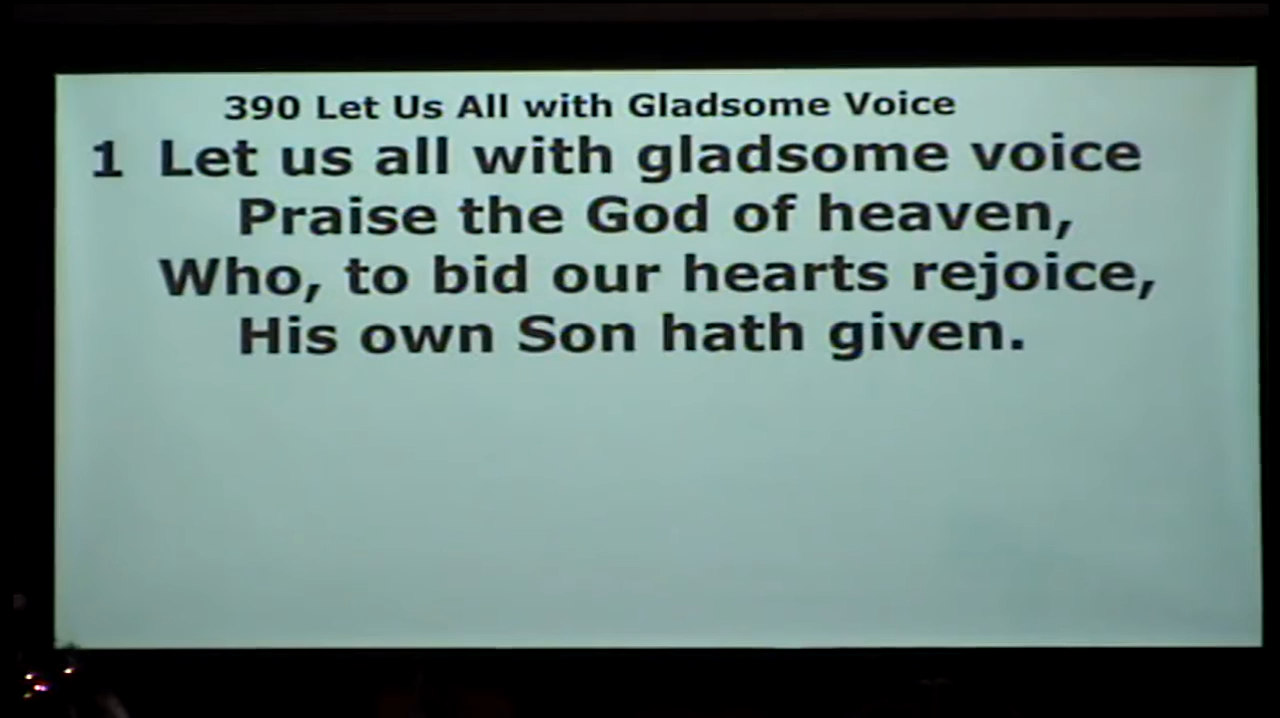 390 Let Us All with Gladsome Voice
1 Let us all with gladsome voice
Praise the God of heaven,
Who, to bid our hearts rejoice,
His own Son hath given.